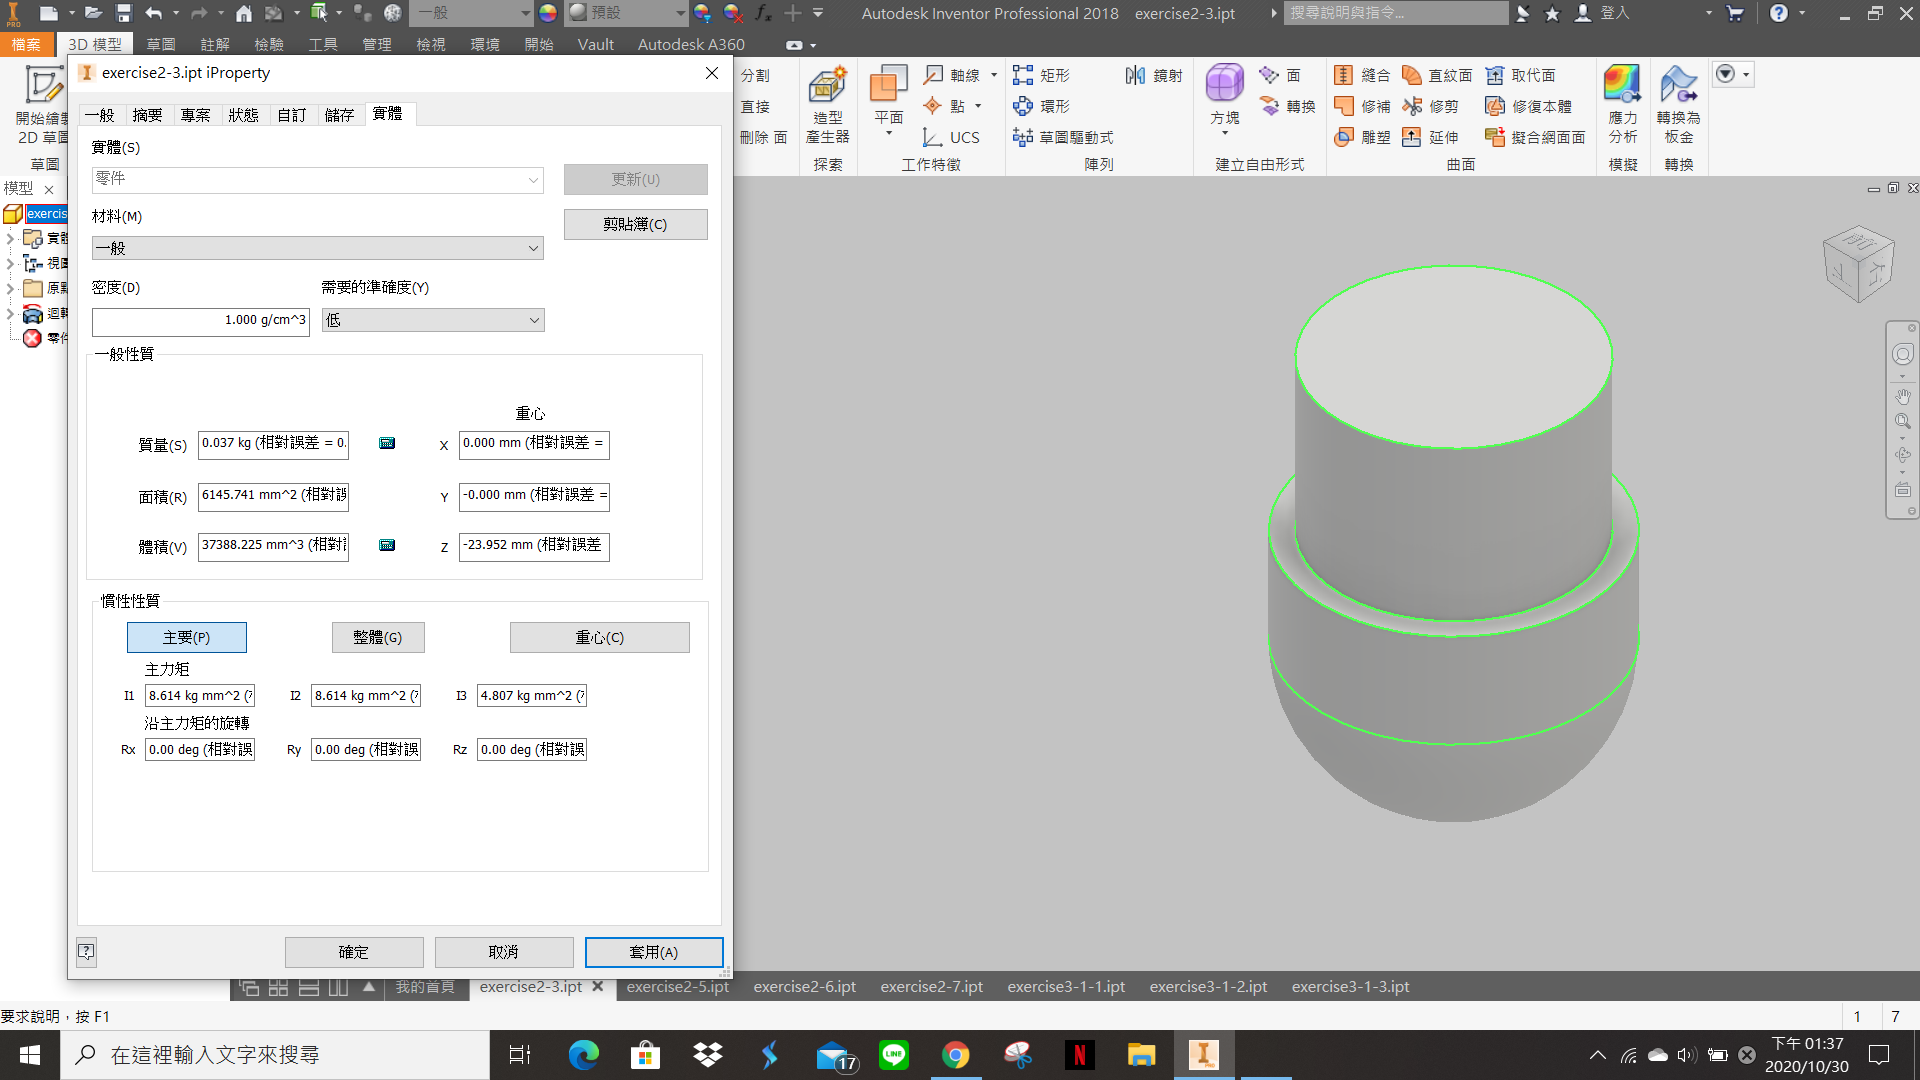 一般
預設
Autodesk Inventor Professional 2018 exercise2-3.ipt
搜尋說明與指令...
登入
檔案
3D 模型
草圖
註解
檢驗
工具
管理
檢視
環境
開始
Vault
Autodesk A360
開始繪製
2D 草圖
草圖
分割
直接
刪除 面
造型
產生器
探索
平面
軸線
點
UCS
工作特徵
矩形
環形
草圖驅動式
鏡射
陣列
方塊
面
轉換
建立自由形式
縫合
修補
雕塑
直紋面
修剪
延伸
取代面
修復本體
擬合網面面
曲面
應力
分析
模擬
轉換為
板金
轉換
模型
exercis
實體
視圖
原點
迴轉
零件
exercise2-3.ipt iProperty
一般
摘要
專案
狀態
自訂
儲存
實體
實體(S)
零件
更新(U)
材料(M)
剪貼簿(C)
一般
密度(D)
需要的準確度(Y)
1.000 g/cm^3
低
一般性質
重心
質量(S)
0.037 kg (相對誤差 = 0.
X
0.000 mm (相對誤差 =
面積(R)
6145.741 mm^2 (相對誤
Y
-0.000 mm (相對誤差 =
體積(V)
37388.225 mm^3 (相對
Z
-23.952 mm (相對誤差
慣性性質
主要(P)
整體(G)
重心(C)
主力矩
I1
8.614 kg mm^2 (
I2
8.614 kg mm^2 (
I3
4.807 kg mm^2 (
沿主力矩的旋轉
Rx
0.00 deg (相對誤
Ry
0.00 deg (相對誤
Rz
0.00 deg (相對誤
確定
取消
套用(A)
我的首頁
exercise2-3.ipt
exercise2-5.ipt
exercise2-6.ipt
exercise2-7.ipt
exercise3-1-1.ipt
exercise3-1-2.ipt
exercise3-1-3.ipt
要求說明，按 F1
1
7
在這裡輸入文字來搜尋
17
LINE
下午 01:37
2020/10/30